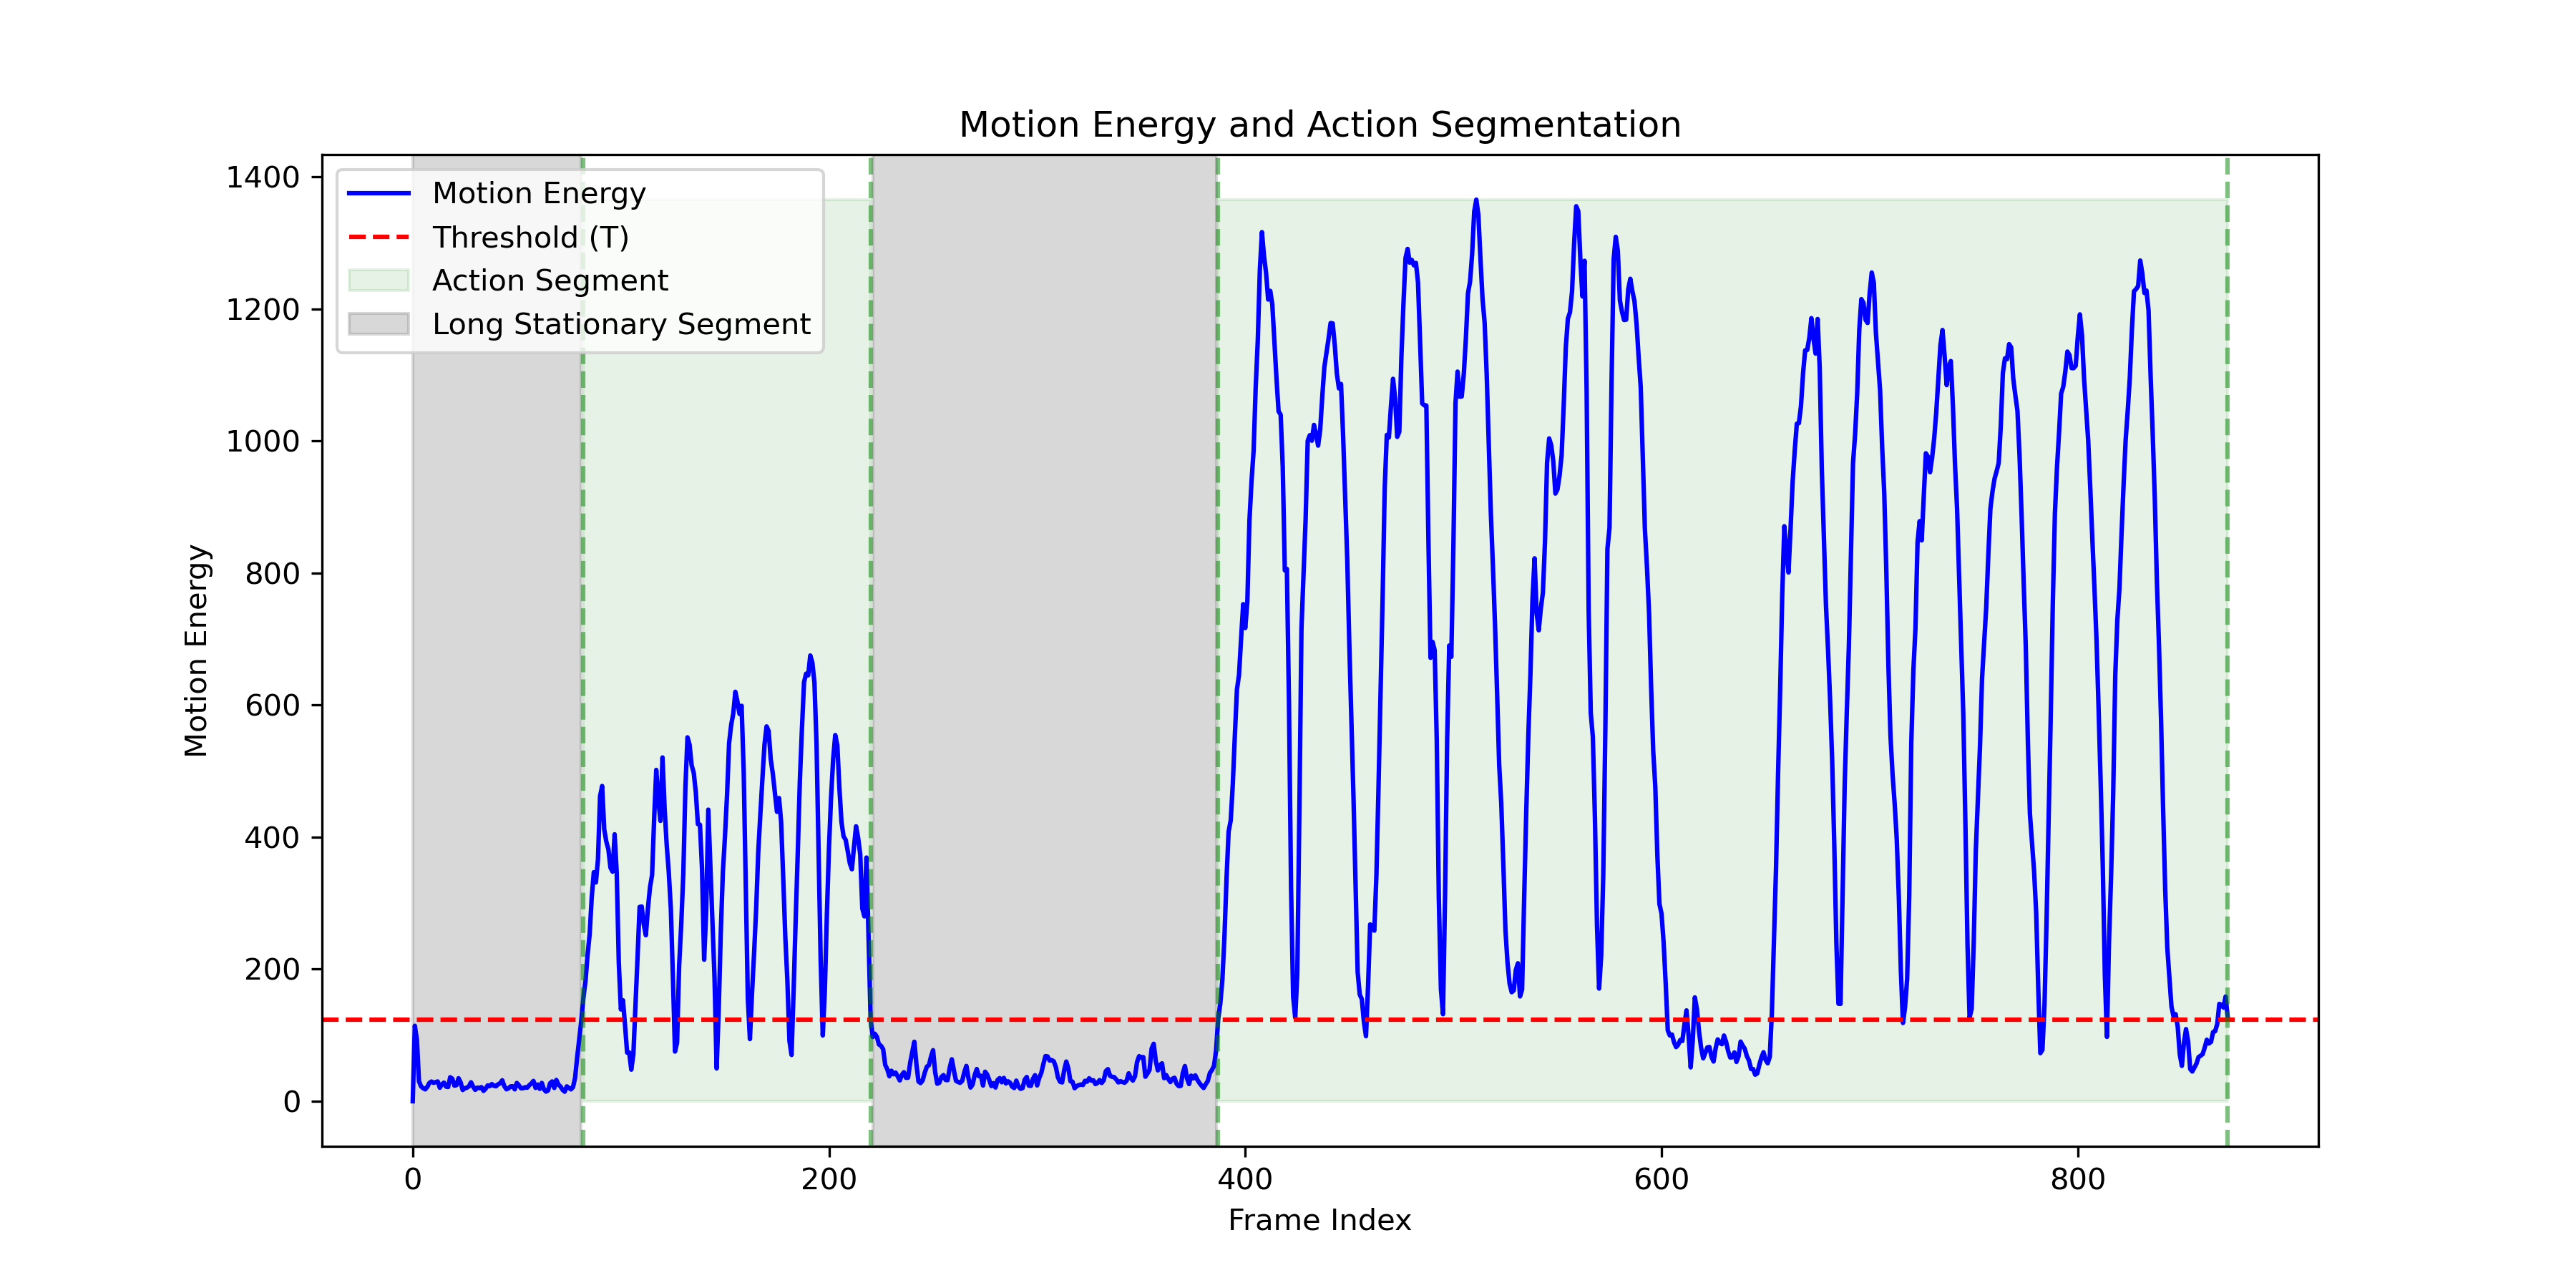 Motion Energy and Action Segmentation
Motion Energy
Threshold (T)
Action Segment
Long Stationary Segment
1400
1200
1000
800
600
400
200
0
Motion Energy
0 200 400 600 800
Frame Index